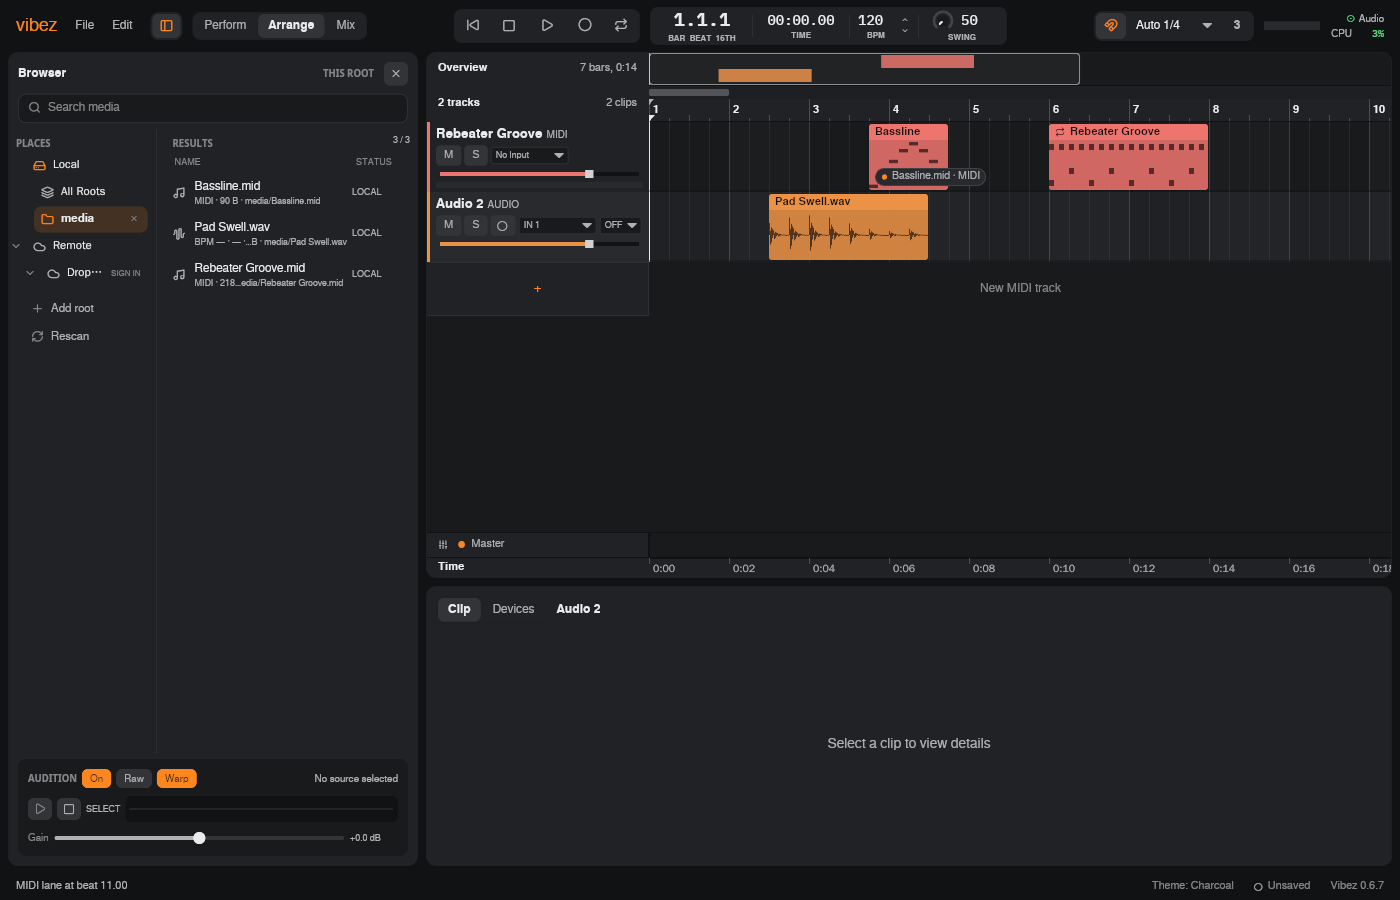 vibez File Edit Perform Arrange Mix
1.1.1 00:00.00 120 50
BAR BEAT 16TH TIME BPM SWING
Auto 1/4 3
Audio
CPU 3%
Browser THIS ROOT
Search media
PLACES
Local
All Roots
media
Remote
Drop··· SIGN IN
Add root
Rescan
RESULTS 3 / 3
NAME STATUS
Bassline.mid LOCAL
MIDI · 90 B · media/Bassline.mid
Pad Swell.wav LOCAL
BPM — · — ·...B · media/Pad Swell.wav
Rebeater Groove.mid LOCAL
MIDI · 218...edia/Rebeater Groove.mid
AUDITION On Raw Warp No source selected
SELECT
Gain +0.0 dB
Overview 7 bars, 0:14
2 tracks 2 clips
1 2 3 4 5 6 7 8 9 10
Rebeater Groove MIDI
M S No Input
Bassline
Rebeater Groove
Bassline.mid · MIDI
Audio 2 AUDIO
M S IN 1 OFF
Pad Swell.wav
+
New MIDI track
Master
Time 0:00 0:02 0:04 0:06 0:08 0:10 0:12 0:14 0:16
Clip Devices Audio 2
Select a clip to view details
MIDI lane at beat 11.00
Theme: Charcoal Unsaved Vibez 0.6.7